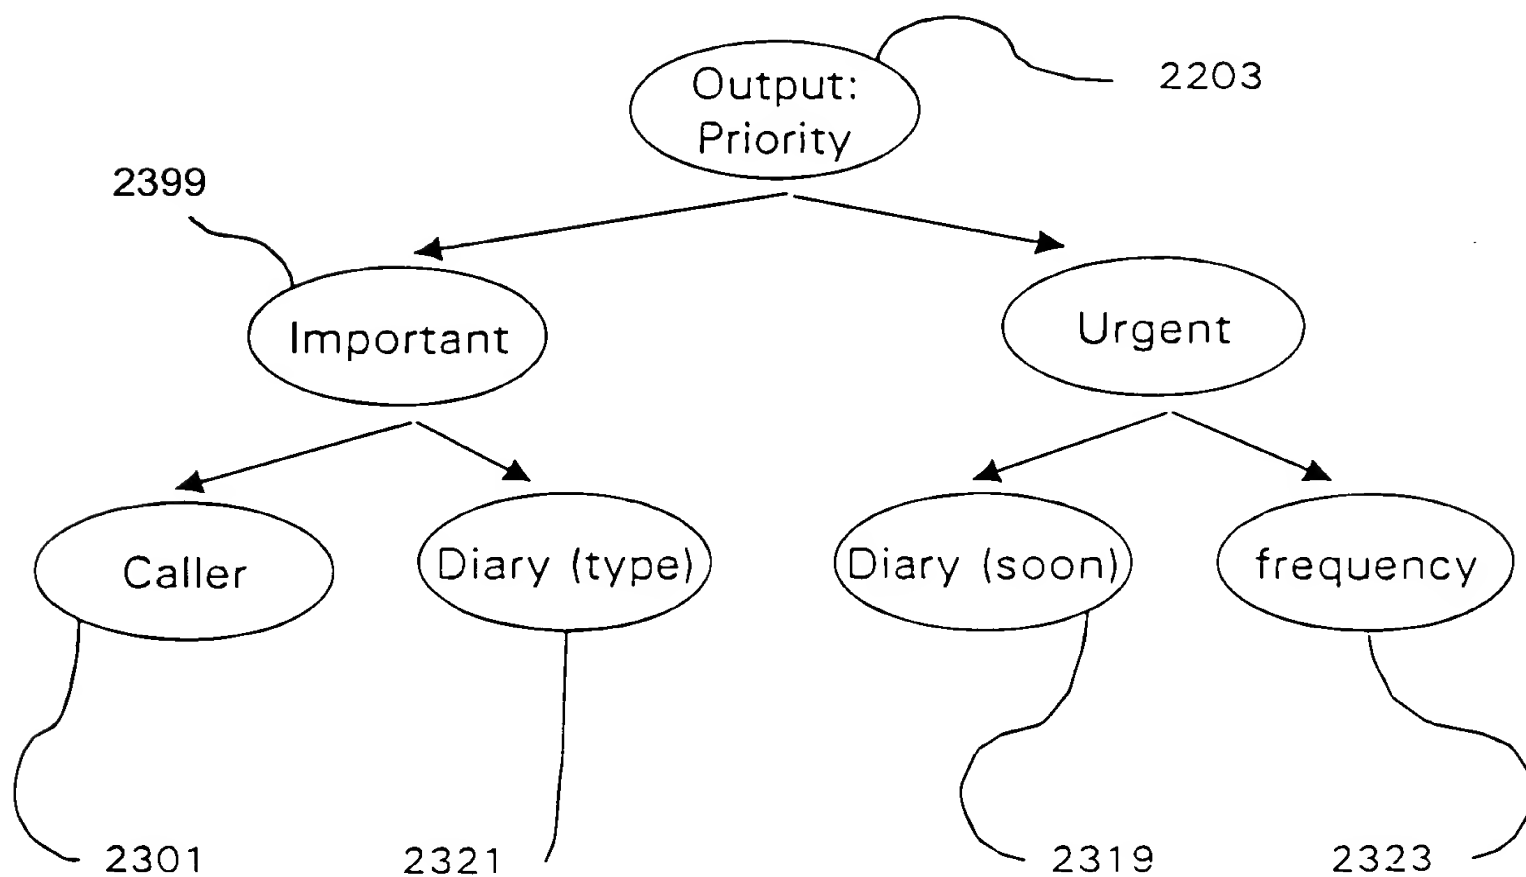 Output:
Priority
2203
2399
Important
Urgent
Caller
Diary (type)
Diary (soon)
frequency
2301
2321
2319
2323